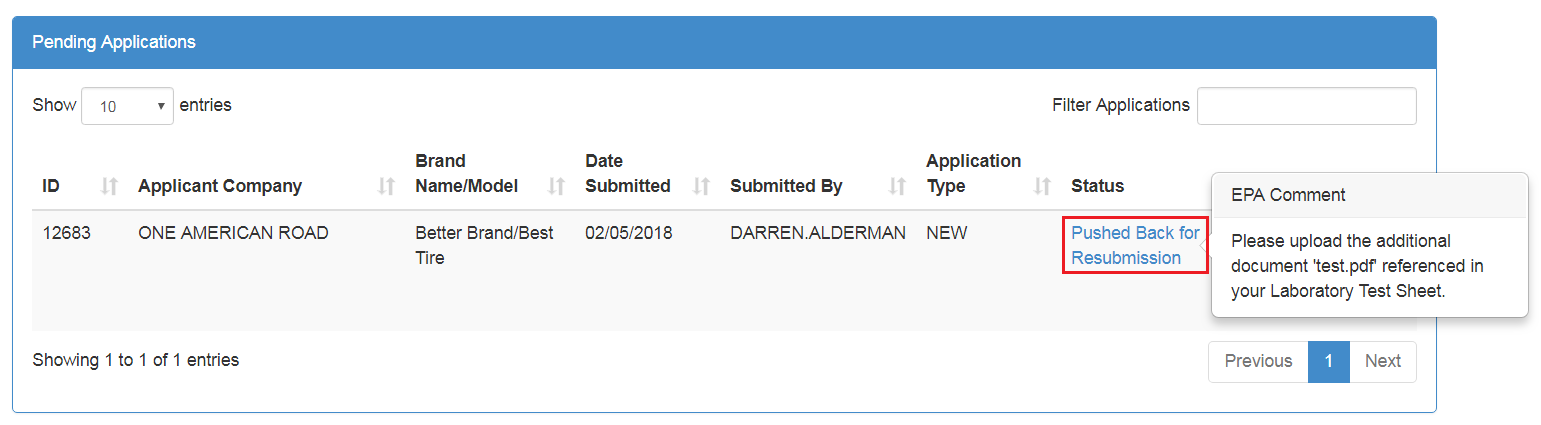 Pending Applications
Show 10 entries
Filter Applications
ID
Applicant Company
Brand
Name/Model
Date
Submitted
Submitted By
Application
Type
Status
12683
ONE AMERICAN ROAD
Better Brand/Best
Tire
02/05/2018
DARREN.ALDERMAN
NEW
Pushed Back for
Resubmission
EPA Comment
Please upload the additional
document 'test.pdf' referenced in
your Laboratory Test Sheet.
Showing 1 to 1 of 1 entries
Previous 1 Next